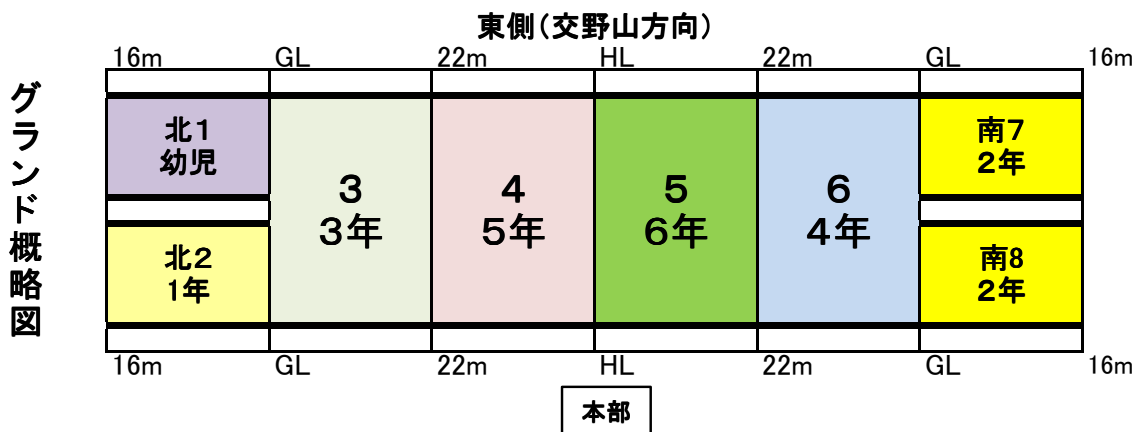 東側(交野山方向)
16m GL 22m HL 22m GL 16m
グランド概略図
北1
幼児
北2
1年
3
3年
4
5年
5
6年
6
4年
南7
2年
南8
2年
16m GL 22m HL 22m GL 16m
本部